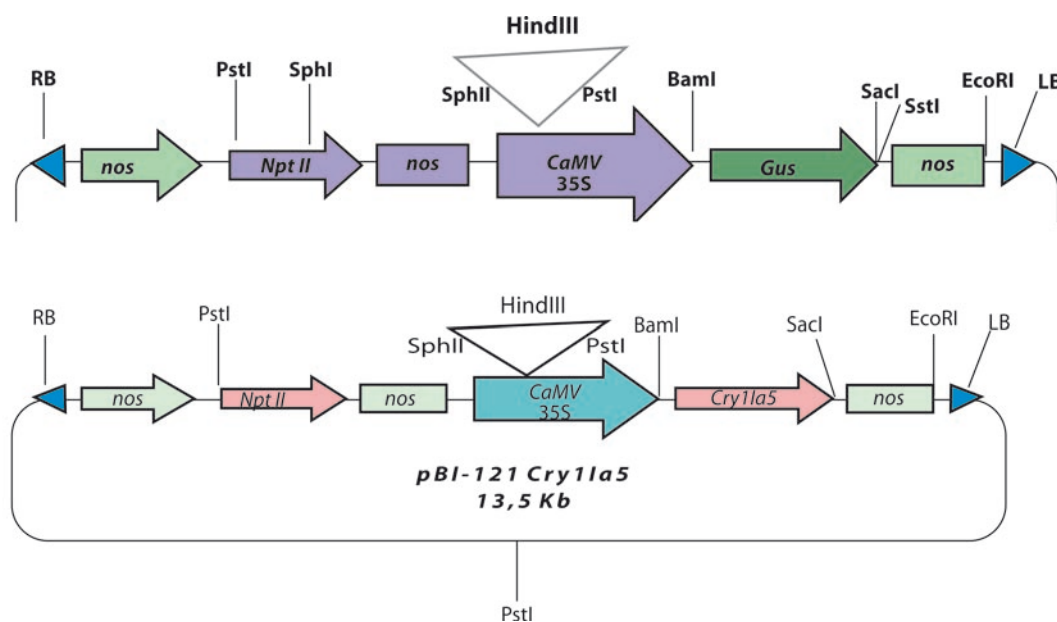 HindIII
RB
PstI
SphI
SphII
PstI
BamI
SacI
SstI
EcoRI
LB
nos
Npt II
nos
CaMV
35S
Gus
nos
HindIII
RB
PstI
SphII
PstI
BamI
SacI
EcoRI
LB
nos
Npt II
nos
CaMV
35S
Cry1Ia5
nos
pBI-121 Cry1Ia5
13,5 Kb
PstI